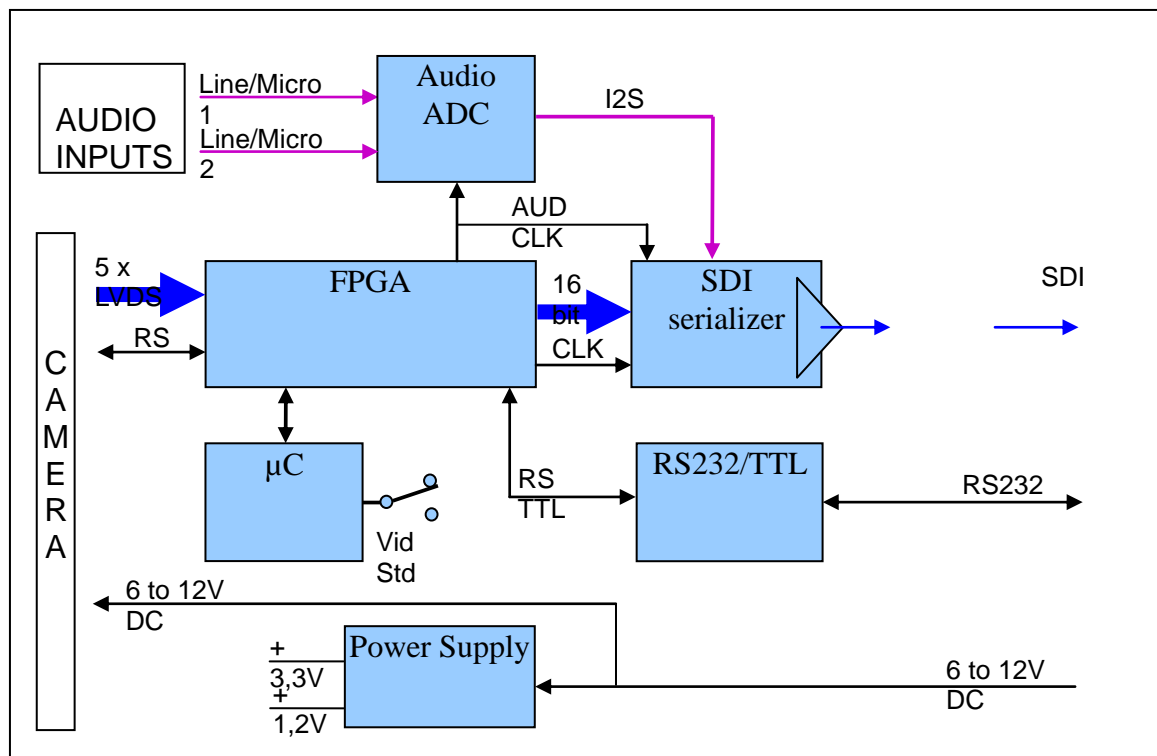 AUDIO
INPUTS
Line/Micro
1
Line/Micro
2
Audio
ADC
I2S
AUD
CLK
5 x
LVDS
RS
FPGA
16
bit
CLK
SDI
serializer
SDI
C
A
M
E
R
A
µC
Vid
Std
RS
TTL
RS232/TTL
RS232
6 to 12V
DC
Power Supply
+
3,3V
+
1,2V
6 to 12V
DC